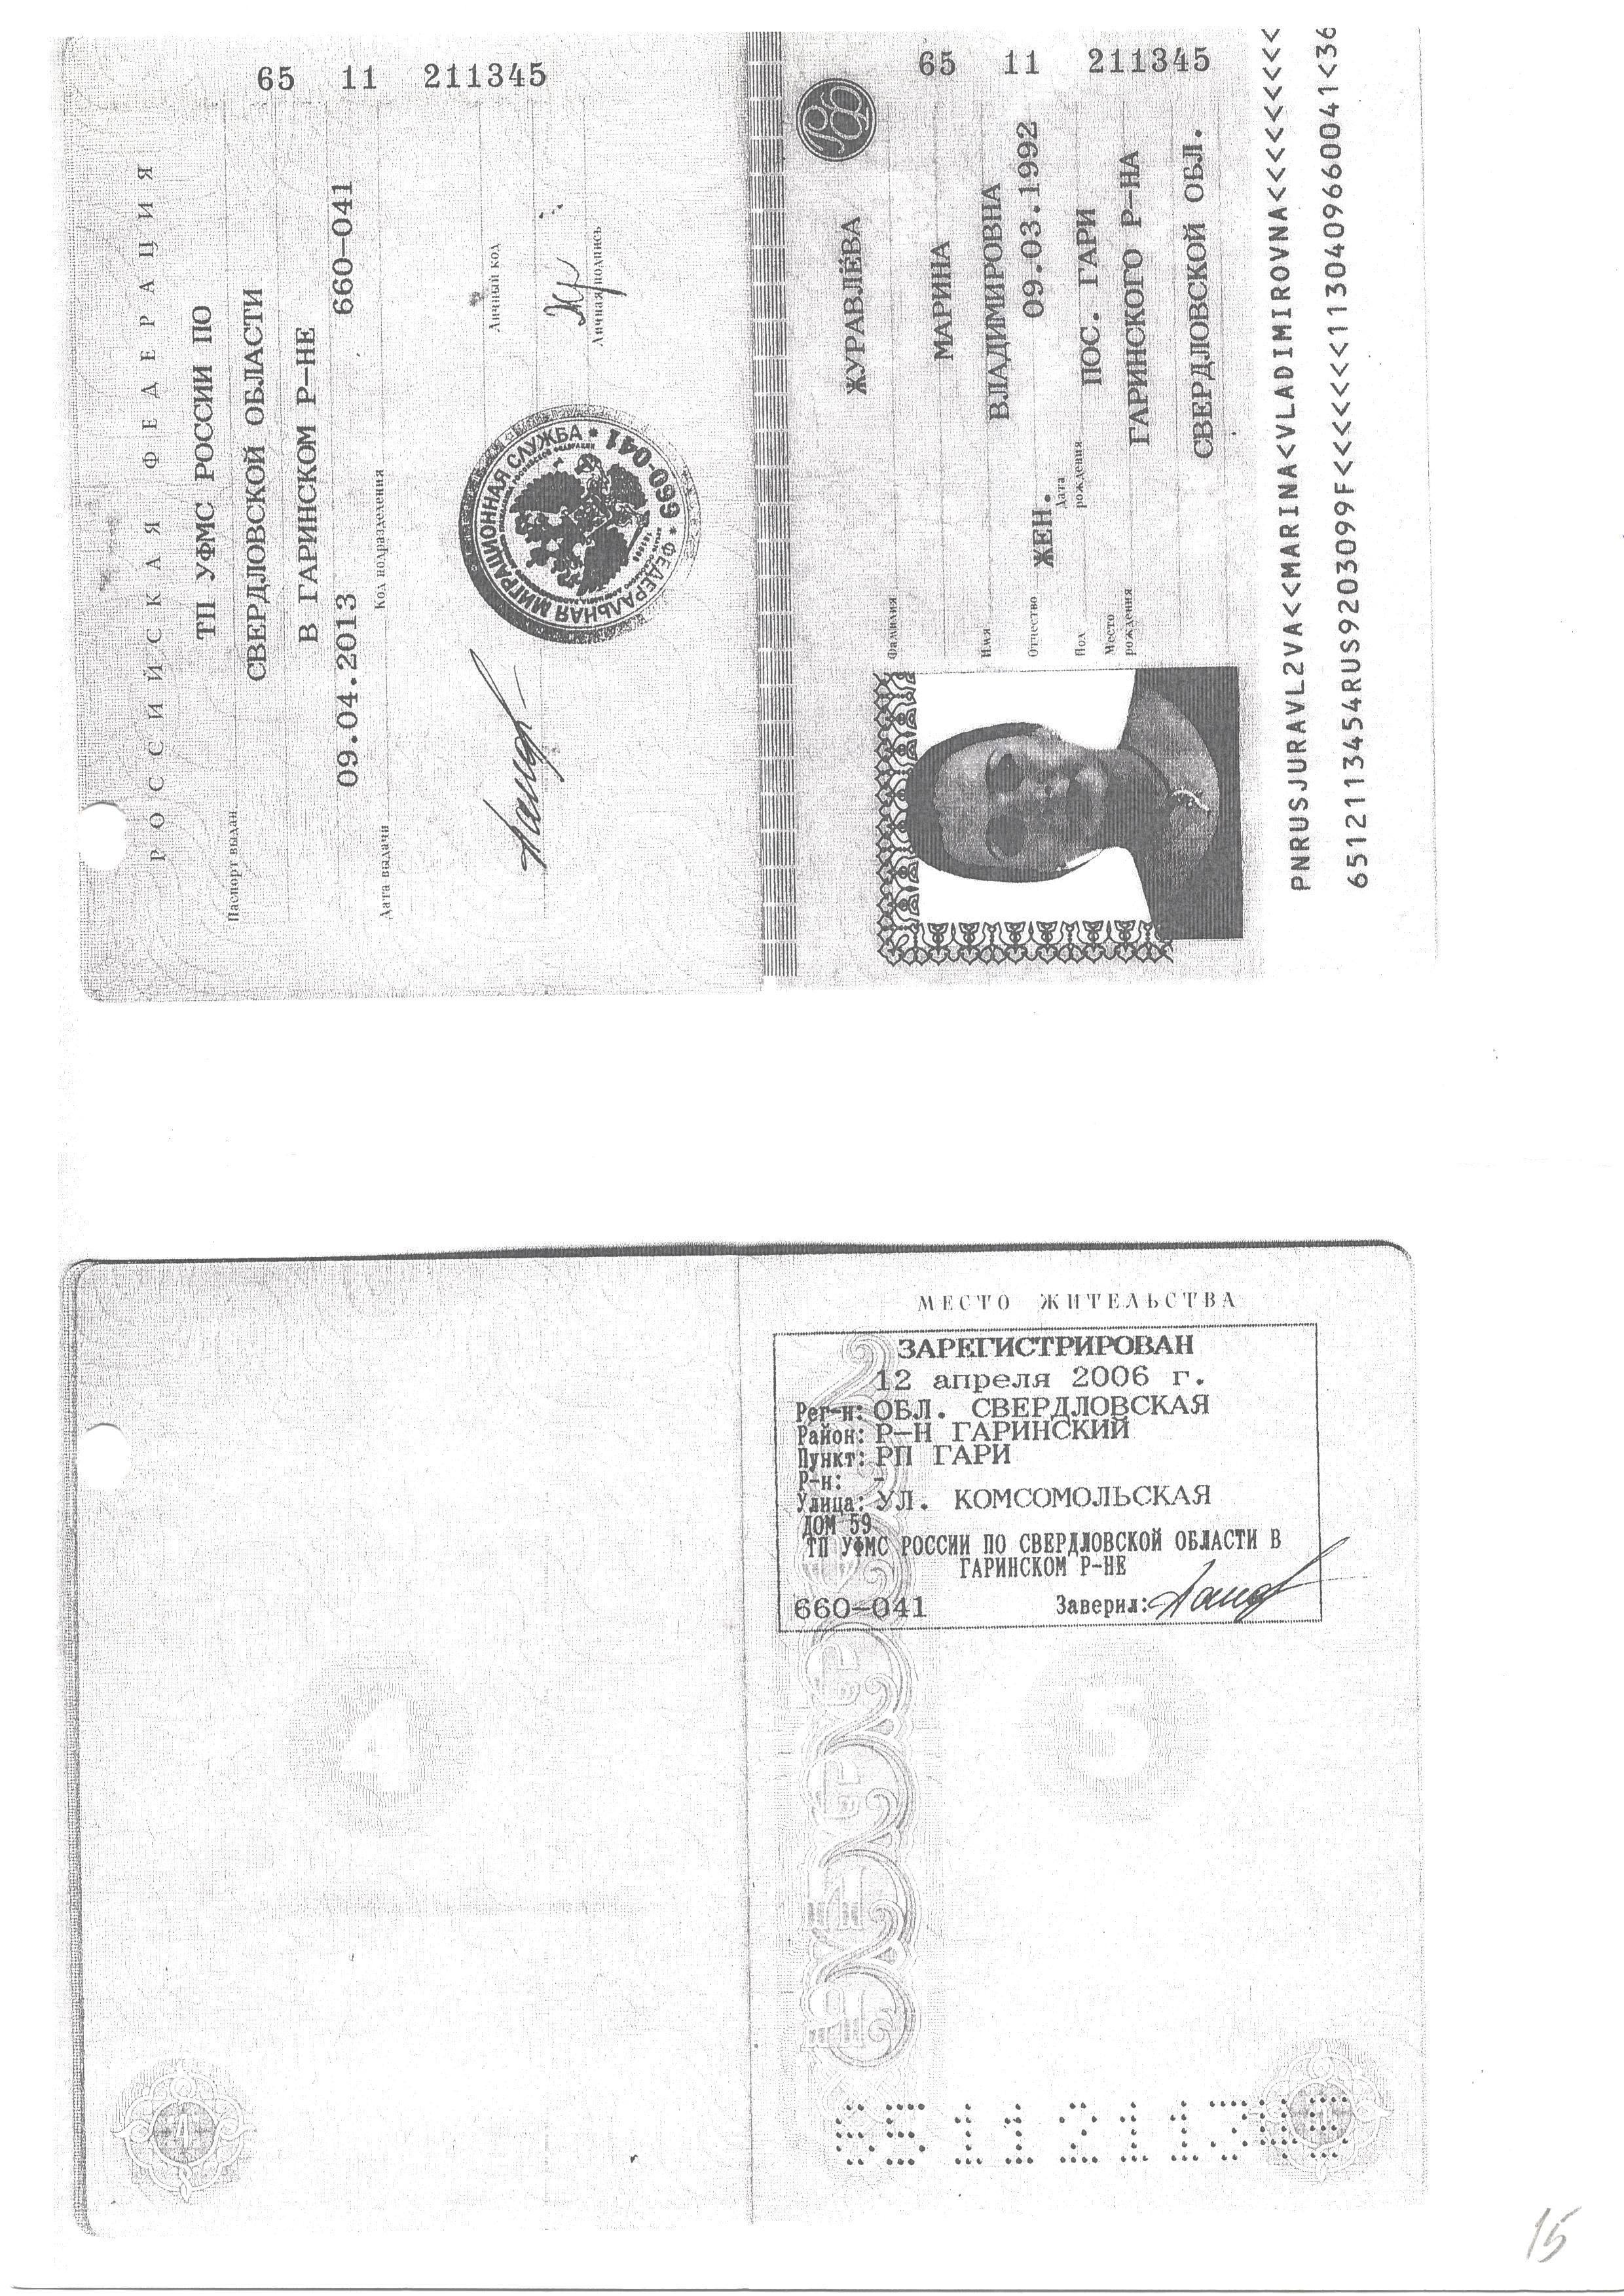 65 11 211345
РОССИЙСКАЯ ФЕДЕРАЦИЯ
Паспорт выдан
ТП УФМС РОССИИ ПО
СВЕРДЛОВСКОЙ ОБЛАСТИ
В ГАРИНСКОМ Р-НЕ
Дата выдачи 09.04.2013
Код подразделения 660-041
Личный код
Личная подпись
ФЕДЕРАЛЬНАЯ МИГРАЦИОННАЯ СЛУЖБА * 660-041 *
65 11 211345
Фамилия ЖУРАВЛЁВА
Имя МАРИНА
Отчество ВЛАДИМИРОВНА
Пол ЖЕН. Дата рождения 09.03.1992
Место рождения ПОС. ГАРИ
ГАРИНСКОГО Р-НА
СВЕРДЛОВСКОЙ ОБЛ.
PNRUSJURAVL2VA<<MARINA<VLADIMIROVNA<<<<<<<<<
6512113454RUS9203099F<<<<<<<1130409660041<36
МЕСТО ЖИТЕЛЬСТВА
ЗАРЕГИСТРИРОВАН
12 апреля 2006 г.
Рег-н: ОБЛ. СВЕРДЛОВСКАЯ
Район: Р-Н ГАРИНСКИЙ
Пункт: РП ГАРИ
Р-н: -
Улица: УЛ. КОМСОМОЛЬСКАЯ
ДОМ 59
ТП УФМС РОССИИ ПО СВЕРДЛОВСКОЙ ОБЛАСТИ В
ГАРИНСКОМ Р-НЕ
660-041 Заверил:
4
5
4
15